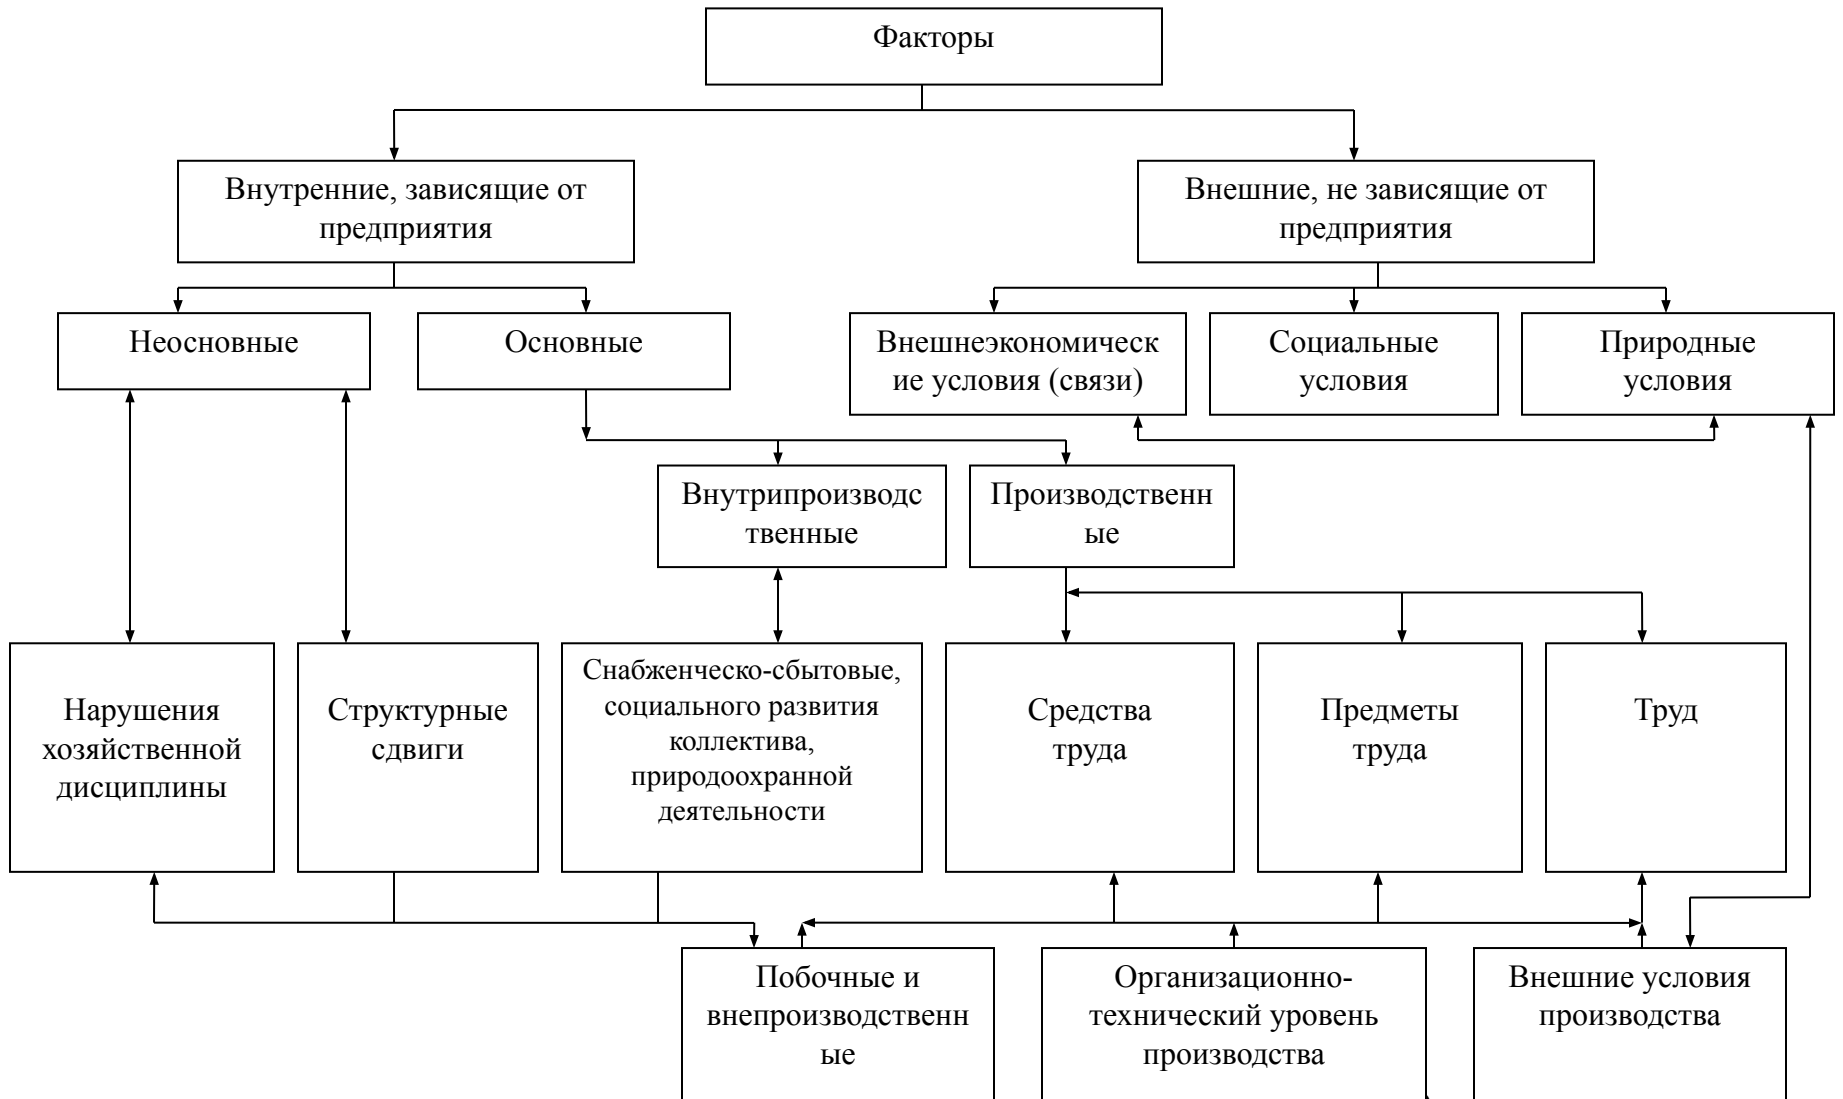 Факторы
Внутренние, зависящие от
предприятия
Внешние, не зависящие от
предприятия
Неосновные
Основные
Внешнеэкономическ
ие условия (связи)
Социальные
условия
Природные
условия
Внутрипроизводс
твенные
Производственн
ые
Нарушения
хозяйственной
дисциплины
Структурные
сдвиги
Снабженческо-сбытовые,
социального развития
коллектива,
природоохранной
деятельности
Средства
труда
Предметы
труда
Труд
Побочные и
внепроизводственн
ые
Организационно-
технический уровень
производства
Внешние условия
производства